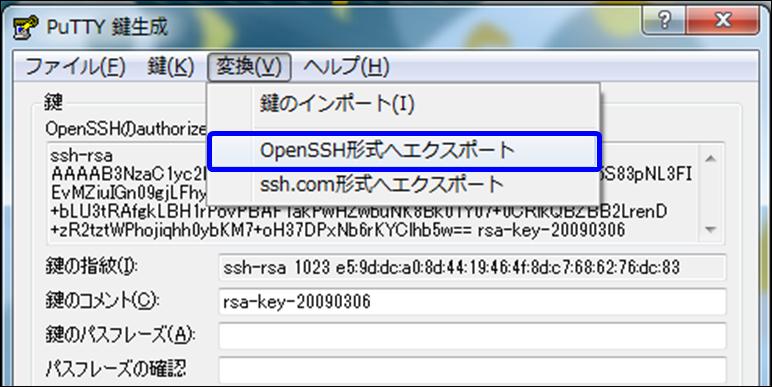 PuTTY 鍵生成
ファイル(F) 鍵(K) 変換(V) ヘルプ(H)
鍵のインポート(I)
OpenSSH形式へエクスポート
ssh.com形式へエクスポート
鍵
OpenSSHのauthorize
ssh-rsa
AAAAB3NzaC1yc2 S83pNL3FI
EvMZiuIGn09gjLFhy
+bLU3tRAfgkLBH1rPovPBAF1akPwHZwbuNK8Bk01Y07+0CRlkQBZBB2LrenD
+zR2tztWPhojiqhh0ybKM7+oH37DPxNb6rKYClhb5w== rsa-key-20090306
鍵の指紋(I): ssh-rsa 1023 e5:9d:dc:a0:8d:44:19:46:4f:8d:c7:68:62:76:dc:83
鍵のコメント(C): rsa-key-20090306
鍵のパスフレーズ(A):
パスフレーズの確認